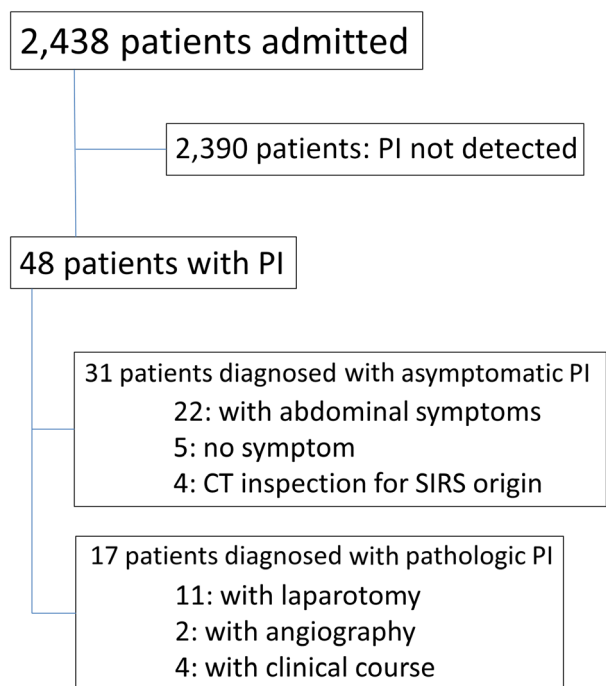 2,438 patients admitted
2,390 patients: PI not detected
48 patients with PI
31 patients diagnosed with asymptomatic PI
22: with abdominal symptoms
5: no symptom
4: CT inspection for SIRS origin
17 patients diagnosed with pathologic PI
11: with laparotomy
2: with angiography
4: with clinical course